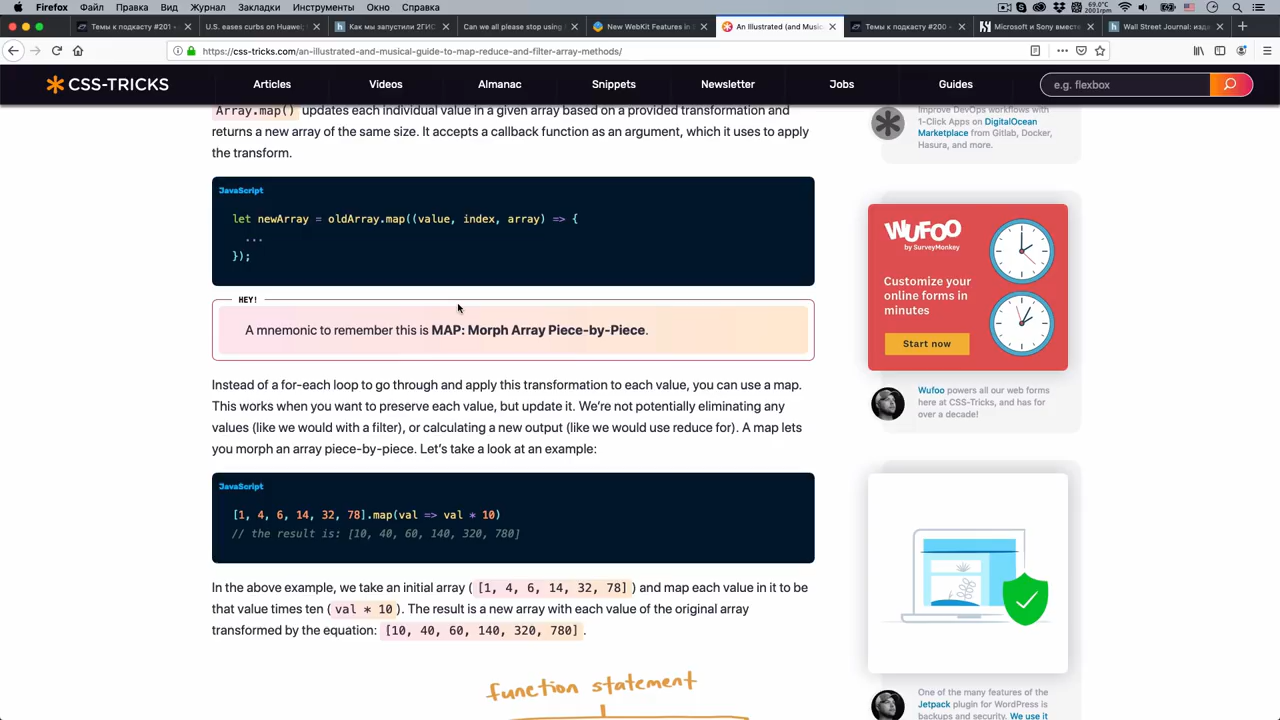 Firefox Файл Правка Вид Журнал Закладки Инструменты Окно Справка 69.0°C 2001rpm
Темы к подкасту #201 U.S. eases curbs on Huawei; Как мы запустили 2ГИС Can we all please stop using New WebKit Features in An Illustrated (and Music Темы к подкасту #200 Microsoft и Sony вместе Wall Street Journal: изд
https://css-tricks.com/an-illustrated-and-musical-guide-to-map-reduce-and-filter-array-methods/
CSS-TRICKS Articles Videos Almanac Snippets Newsletter Jobs Guides e.g. flexbox
Array.map() updates each individual value in a given array based on a provided transformation and
returns a new array of the same size. It accepts a callback function as an argument, which it uses to apply
the transform.
JavaScript
let newArray = oldArray.map((value, index, array) => {
...
});
HEY!
A mnemonic to remember this is MAP: Morph Array Piece-by-Piece.
Instead of a for-each loop to go through and apply this transformation to each value, you can use a map.
This works when you want to preserve each value, but update it. We're not potentially eliminating any
values (like we would with a filter), or calculating a new output (like we would use reduce for). A map lets
you morph an array piece-by-piece. Let's take a look at an example:
JavaScript
[1, 4, 6, 14, 32, 78].map(val => val * 10)
// the result is: [10, 40, 60, 140, 320, 780]
In the above example, we take an initial array ( [1, 4, 6, 14, 32, 78] ) and map each value in it to be
that value times ten ( val * 10 ). The result is a new array with each value of the original array
transformed by the equation: [10, 40, 60, 140, 320, 780] .
function statement
Improve DevOps workflows with
1-Click Apps on DigitalOcean
Marketplace from Gitlab, Docker,
Hasura, and more.
WUFOO
by SurveyMonkey
Customize your
online forms in
minutes
Start now
Wufoo powers all our web forms
here at CSS-Tricks, and has for
over a decade!
One of the many features of the
Jetpack plugin for WordPress is
backups and security. We use it